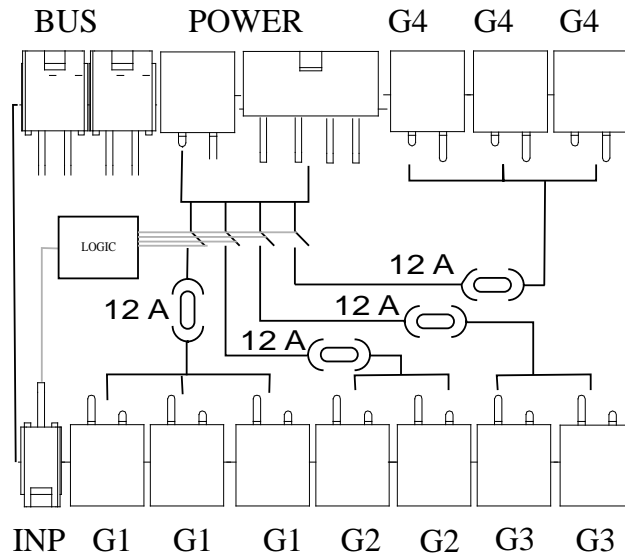 BUS POWER G4 G4 G4
LOGIC
12 A
12 A
12 A
12 A
INP G1 G1 G1 G2 G2 G3 G3